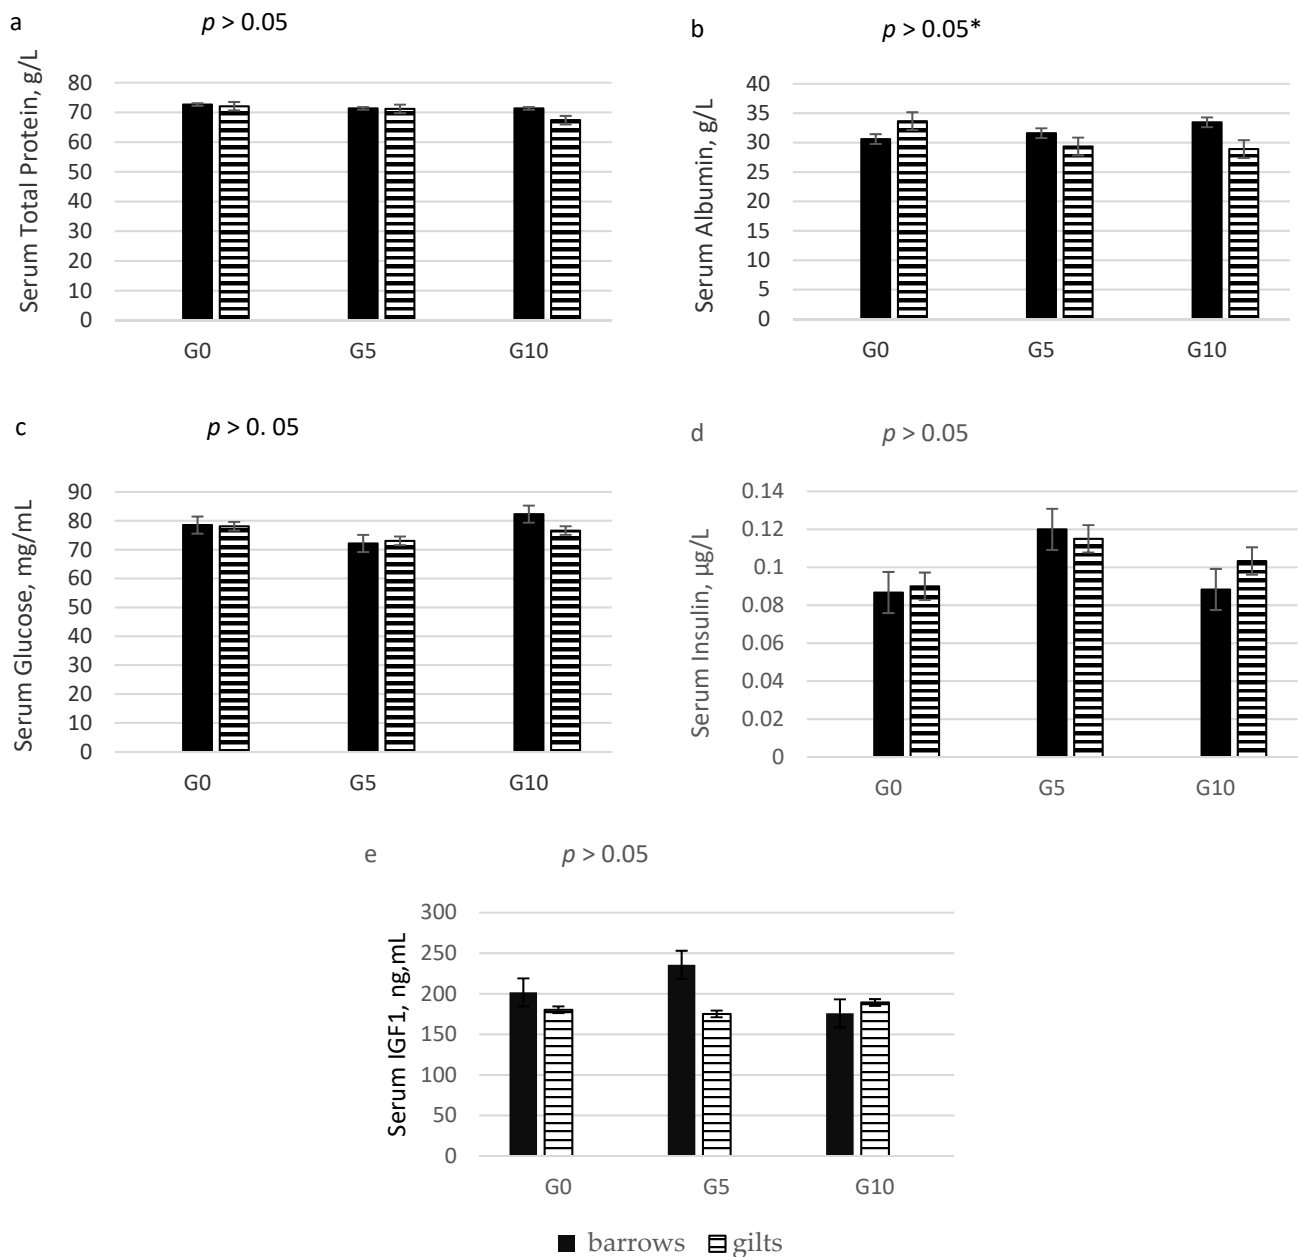 a
p > 0.05
Serum Total Protein, g/L
80
70
60
50
40
30
20
10
0
G0 G5 G10
b
p > 0.05*
Serum Albumin, g/L
40
35
30
25
20
15
10
5
0
G0 G5 G10
c
p > 0. 05
Serum Glucose, mg/mL
90
80
70
60
50
40
30
20
10
0
G0 G5 G10
d
p > 0.05
Serum Insulin, µg/L
0.14
0.12
0.1
0.08
0.06
0.04
0.02
0
G0 G5 G10
e
p > 0.05
Serum IGF1, ng,mL
300
250
200
150
100
50
0
G0 G5 G10
barrows gilts